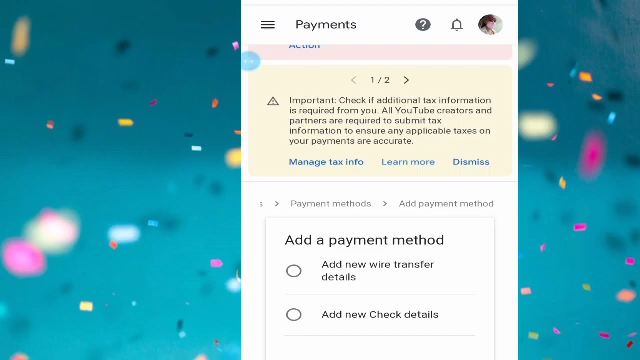 Payments
Action
1 / 2
Important: Check if additional tax information
is required from you. All YouTube creators and
partners are required to submit tax
information to ensure any applicable taxes on
your payments are accurate.
Manage tax info Learn more Dismiss
s > Payment methods > Add payment method
Add a payment method
Add new wire transfer
details
Add new Check details